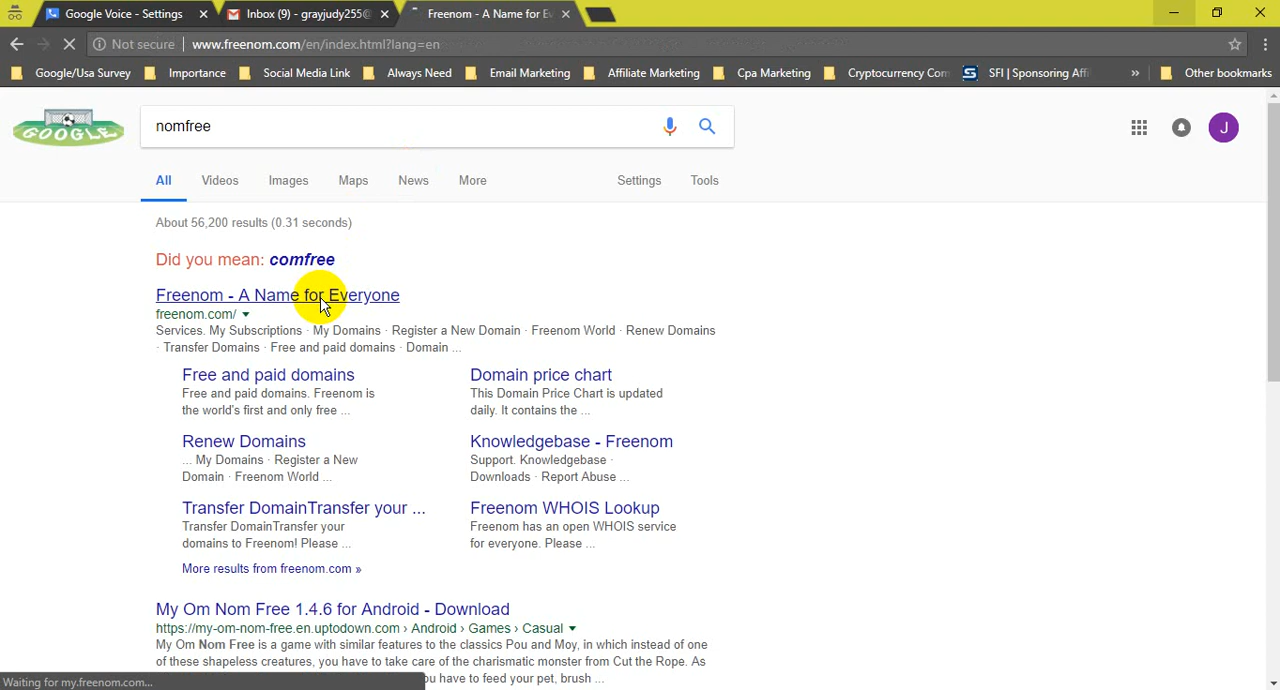 Google Voice - Settings
Inbox (9) - grayjudy255@
Freenom - A Name for Ev
Not secure
www.freenom.com/en/index.html?lang=en
Google/Usa Survey
Importance
Social Media Link
Always Need
Email Marketing
Affiliate Marketing
Cpa Marketing
Cryptocurrency Com
S
SFI | Sponsoring Affi
»
Other bookmarks
GOOGLE
nomfree
J
All
Videos
Images
Maps
News
More
Settings
Tools
About 56,200 results (0.31 seconds)
Did you mean: comfree
Freenom - A Name for Everyone
freenom.com/
Services. My Subscriptions · My Domains · Register a New Domain · Freenom World · Renew Domains
· Transfer Domains · Free and paid domains · Domain ...
Free and paid domains
Free and paid domains. Freenom is
the world's first and only free ...
Domain price chart
This Domain Price Chart is updated
daily. It contains the ...
Renew Domains
... My Domains · Register a New
Domain · Freenom World ...
Knowledgebase - Freenom
Support. Knowledgebase ·
Downloads · Report Abuse ...
Transfer DomainTransfer your ...
Transfer DomainTransfer your
domains to Freenom! Please ...
Freenom WHOIS Lookup
Freenom has an open WHOIS service
for everyone. Please ...
More results from freenom.com »
My Om Nom Free 1.4.6 for Android - Download
https://my-om-nom-free.en.uptodown.com › Android › Games › Casual
My Om Nom Free is a game with similar features to the classics Pou and Moy, in which instead of one
of these shapeless creatures, you have to take care of the charismatic monster from Cut the Rope. As
you have to feed your pet, brush ...
Waiting for my.freenom.com...